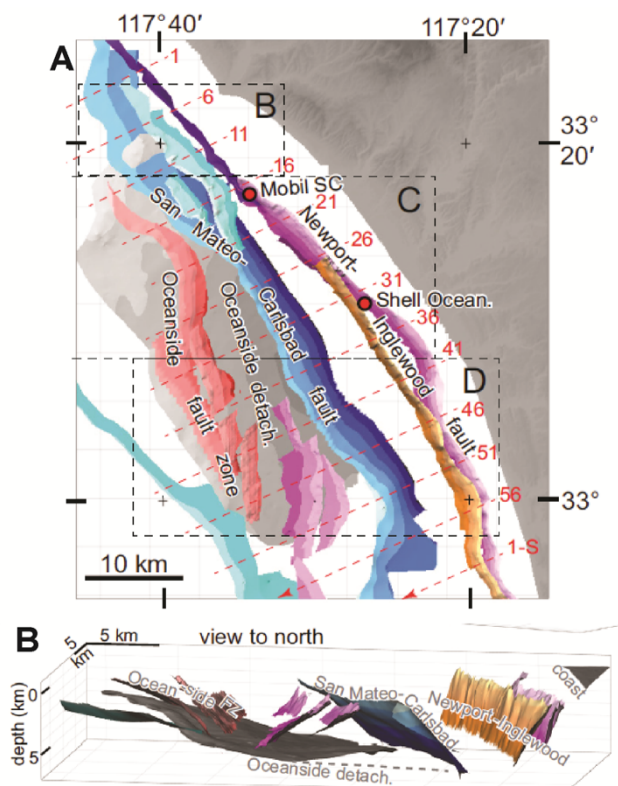 117°40′
117°20′
A
1
B
6
33°
20′
11
16
Mobil SC
C
21
San Mateo-
Newport-
26
31
Shell Ocean.
Oceanside
Oceanside detach.
Carlsbad
36
Inglewood
41
D
fault
fault
46
fault
51
zone
56
33°
10 km
1-S
B
5 km
5 km
view to north
depth (km)
0
5
Ocean-side FZ
San Mateo-Carlsbad
Newport-Inglewood
coast
Oceanside detach.